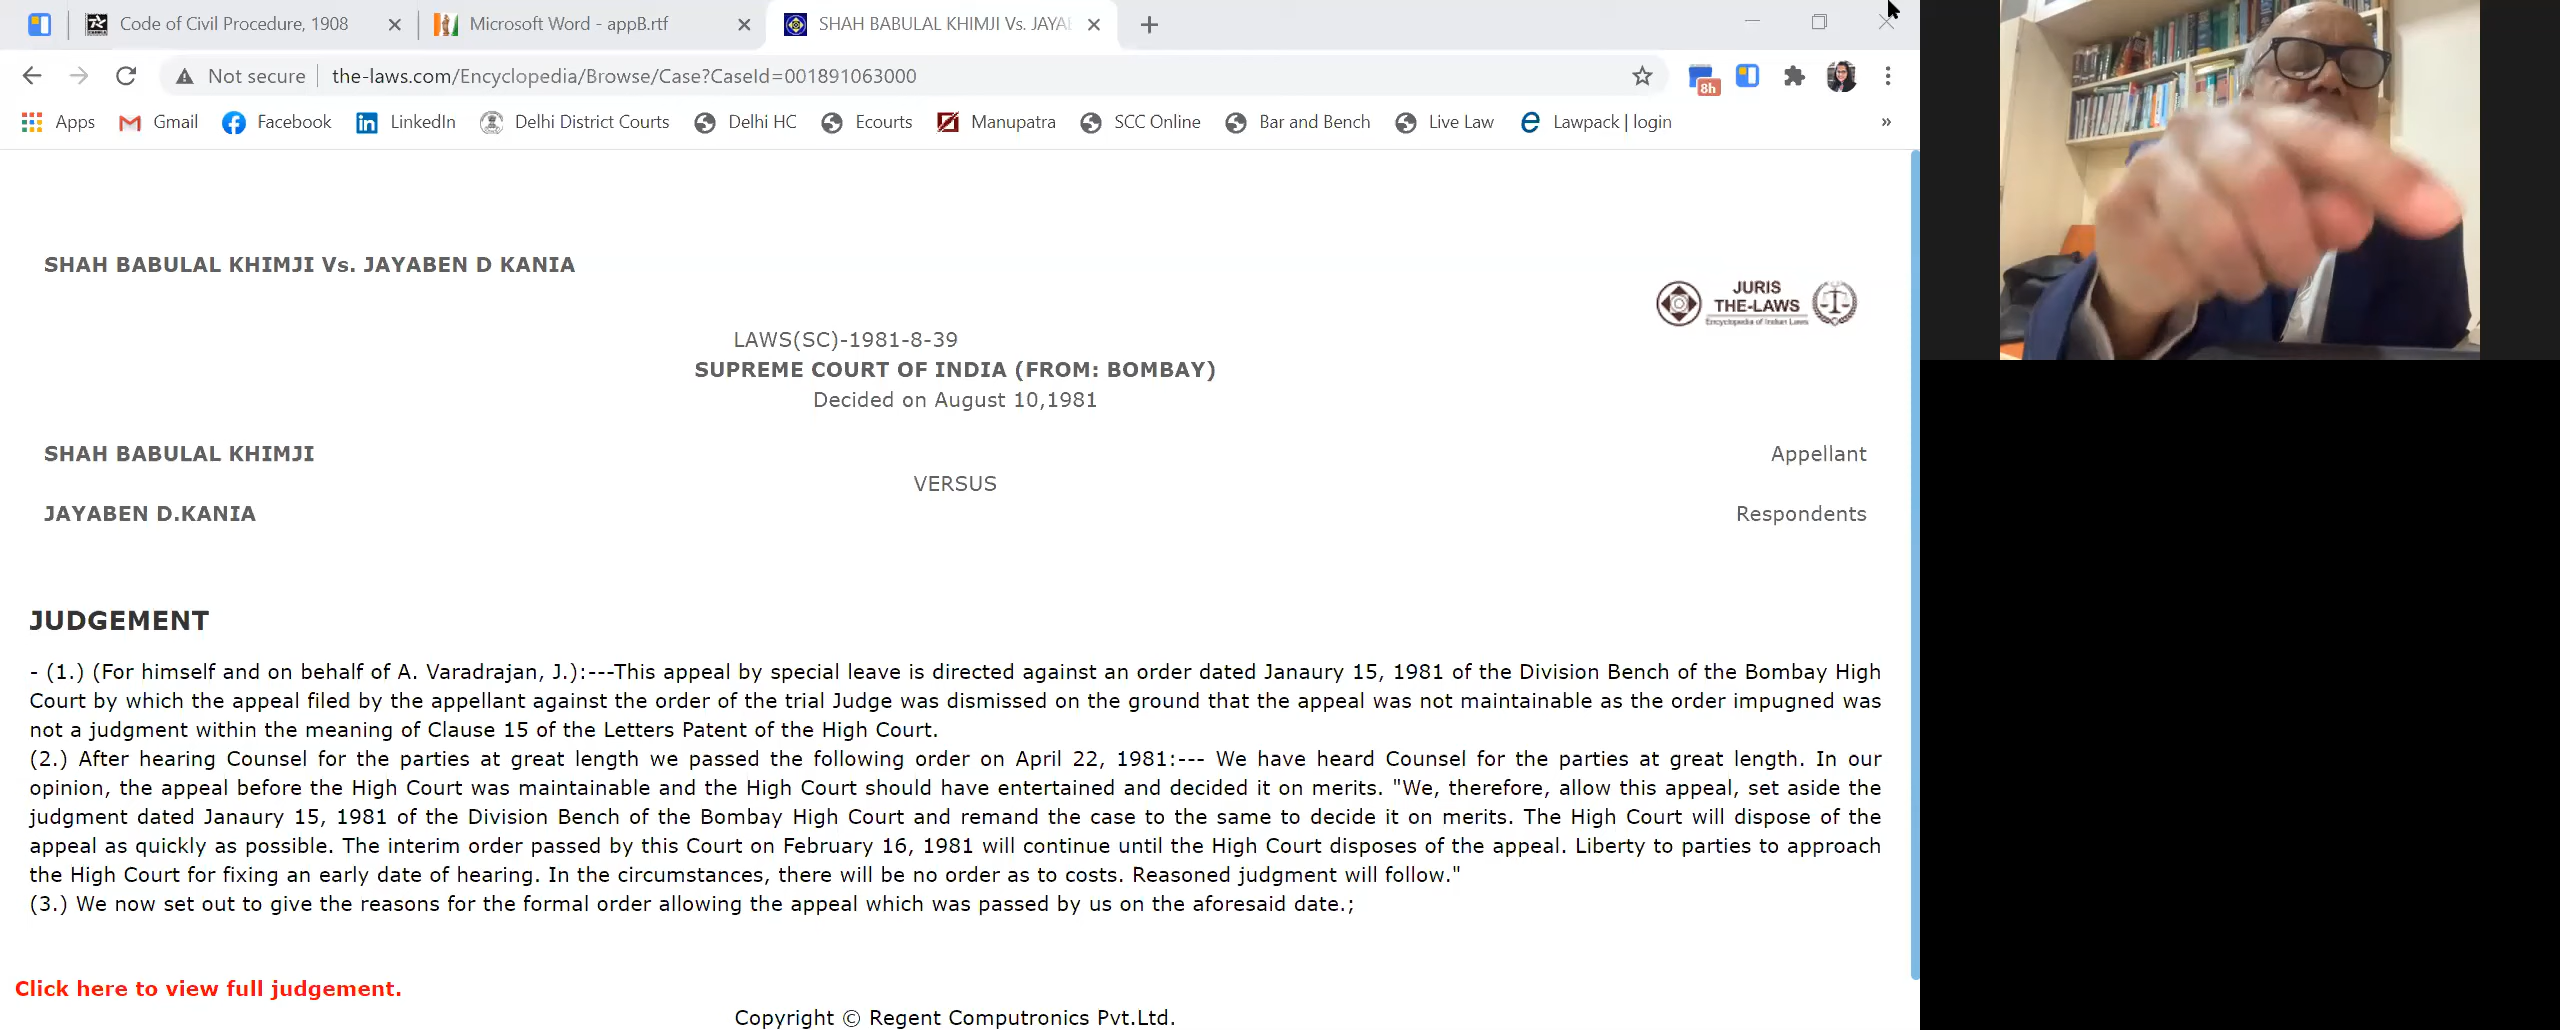 Code of Civil Procedure, 1908
Microsoft Word - appB.rtf
SHAH BABULAL KHIMJI Vs. JAYA
Not secure
the-laws.com/Encyclopedia/Browse/Case?CaseId=001891063000
8h
Apps
Gmail
Facebook
LinkedIn
Delhi District Courts
Delhi HC
Ecourts
Manupatra
SCC Online
Bar and Bench
Live Law
Lawpack | login
»
SHAH BABULAL KHIMJI Vs. JAYABEN D KANIA
JURIS
THE-LAWS
Encyclopedia of Indian Laws
LAWS(SC)-1981-8-39
SUPREME COURT OF INDIA (FROM: BOMBAY)
Decided on August 10,1981
SHAH BABULAL KHIMJI
Appellant
VERSUS
JAYABEN D.KANIA
Respondents
JUDGEMENT
- (1.) (For himself and on behalf of A. Varadrajan, J.):---This appeal by special leave is directed against an order dated Janaury 15, 1981 of the Division Bench of the Bombay High
Court by which the appeal filed by the appellant against the order of the trial Judge was dismissed on the ground that the appeal was not maintainable as the order impugned was
not a judgment within the meaning of Clause 15 of the Letters Patent of the High Court.
(2.) After hearing Counsel for the parties at great length we passed the following order on April 22, 1981:--- We have heard Counsel for the parties at great length. In our
opinion, the appeal before the High Court was maintainable and the High Court should have entertained and decided it on merits. "We, therefore, allow this appeal, set aside the
judgment dated Janaury 15, 1981 of the Division Bench of the Bombay High Court and remand the case to the same to decide it on merits. The High Court will dispose of the
appeal as quickly as possible. The interim order passed by this Court on February 16, 1981 will continue until the High Court disposes of the appeal. Liberty to parties to approach
the High Court for fixing an early date of hearing. In the circumstances, there will be no order as to costs. Reasoned judgment will follow."
(3.) We now set out to give the reasons for the formal order allowing the appeal which was passed by us on the aforesaid date.;
Click here to view full judgement.
Copyright © Regent Computronics Pvt.Ltd.